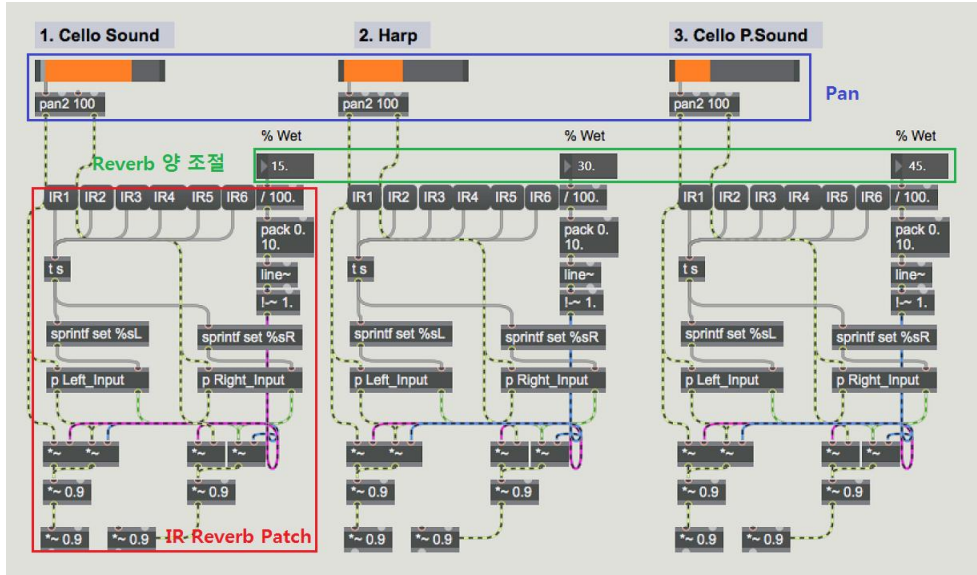 1. Cello Sound
2. Harp
3. Cello P.Sound
pan2 100
pan2 100
pan2 100
Pan
% Wet
% Wet
% Wet
Reverb 양 조절
15.
30.
45.
IR1 IR2 IR3 IR4 IR5 IR6 / 100.
IR1 IR2 IR3 IR4 IR5 IR6 / 100.
IR1 IR2 IR3 IR4 IR5 IR6 / 100.
pack 0.
10.
pack 0.
10.
pack 0.
10.
t s
line~
t s
line~
t s
line~
!-~ 1.
!-~ 1.
!-~ 1.
sprintf set %sL
sprintf set %sR
sprintf set %sL
sprintf set %sR
sprintf set %sL
sprintf set %sR
p Left_Input
p Right_Input
p Left_Input
p Right_Input
p Left_Input
p Right_Input
*~ *~
*~ *~
*~ *~
*~ *~
*~ *~
*~ *~
*~ 0.9
*~ 0.9
*~ 0.9
*~ 0.9
*~ 0.9
*~ 0.9
*~ 0.9
*~ 0.9
IR Reverb Patch
*~ 0.9
*~ 0.9
*~ 0.9
*~ 0.9